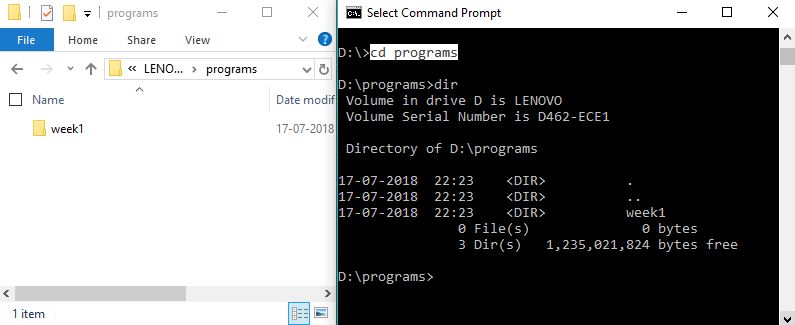 programs
File
Home
Share
View
?
« LENO... > programs
Name
Date modif
week1
17-07-2018
1 item
Select Command Prompt
D:\>cd programs
D:\programs>dir
Volume in drive D is LENOVO
Volume Serial Number is D462-ECE1
Directory of D:\programs
17-07-2018  22:23    <DIR>          .
17-07-2018  22:23    <DIR>          ..
17-07-2018  22:23    <DIR>          week1
0 File(s)              0 bytes
3 Dir(s)   1,235,021,824 bytes free
D:\programs>